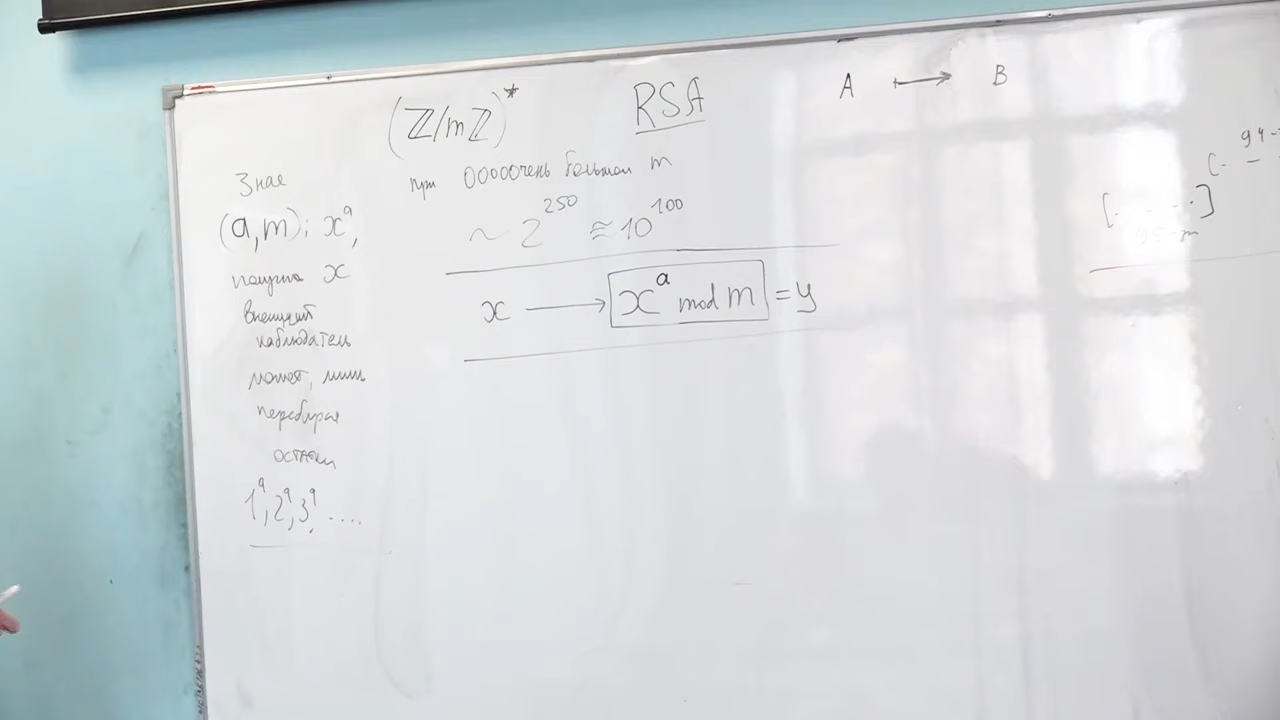 RSA
A ⟼ B
(ℤ/mℤ)*
при ооооочень большом m
~ 2^250 ≈ 10^100
x ⟶ x^a mod m = y
Зная
(a,m); x^a,
получить x
внешний
наблюдатель
может, лишь
перебирая
остатки
1^a, 2^a, 3^a, ....
[. - - - .]